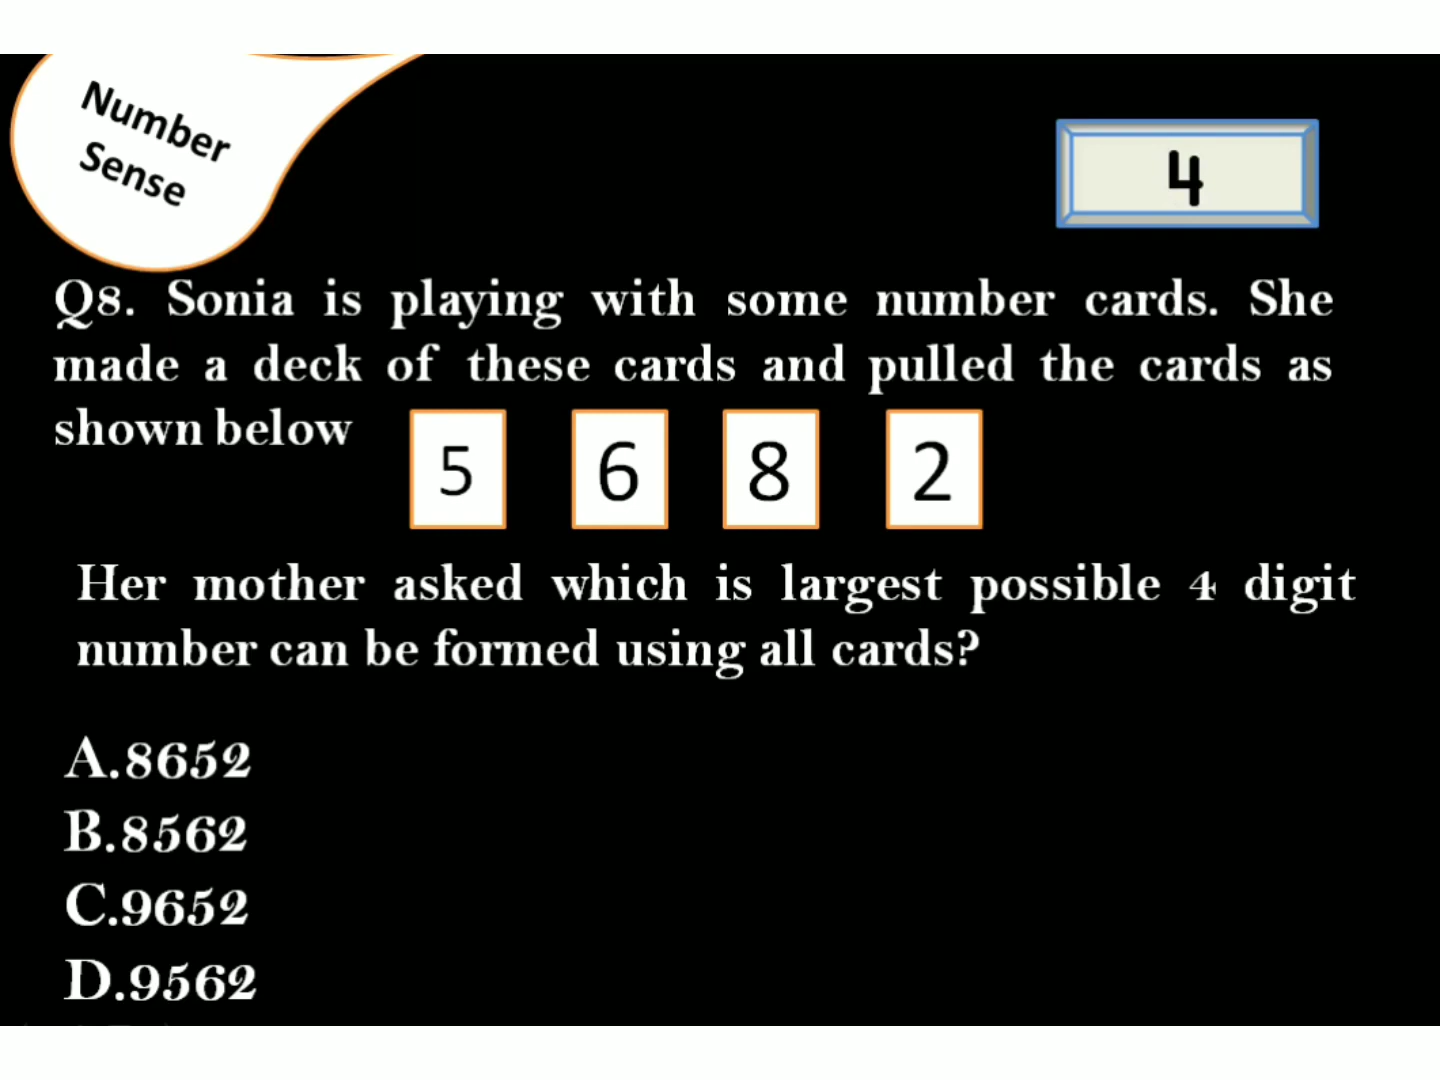 Number
Sense
4
Q8. Sonia is playing with some number cards. She
made a deck of these cards and pulled the cards as
shown below
5 6 8 2
Her mother asked which is largest possible 4 digit
number can be formed using all cards?
A.8652
B.8562
C.9652
D.9562